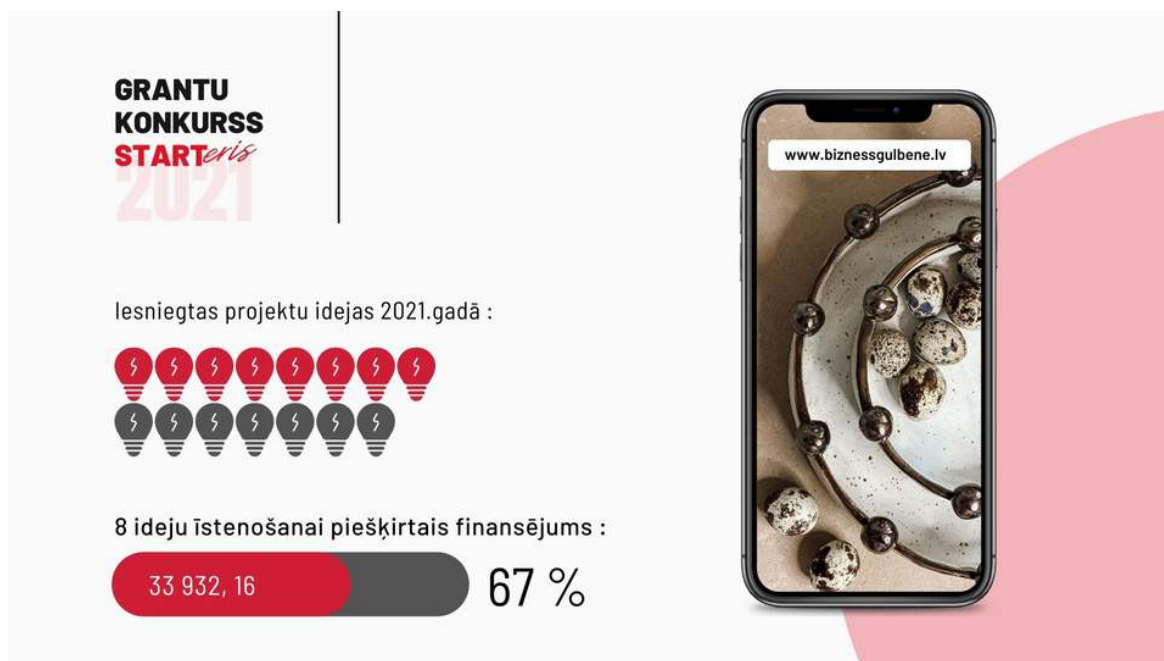 GRANTU
KONKURSS
STARTeris
2021
Iesniegtas projektu idejas 2021.gadā :
8 ideju īstenošanai piešķirtais finansējums :
33 932, 16
67 %
www.biznessgulbene.lv